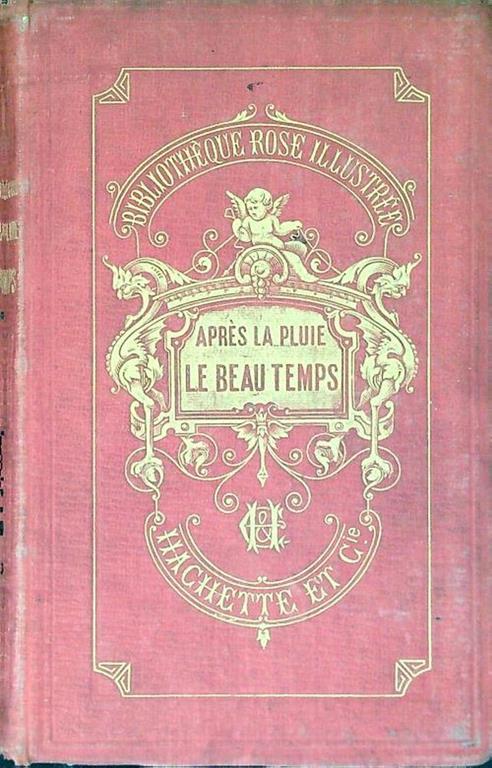 BIBLIOTHÈQUE ROSE ILLUSTRÉE
APRÈS LA PLUIE
LE BEAU TEMPS
H&C
HACHETTE ET Cie.